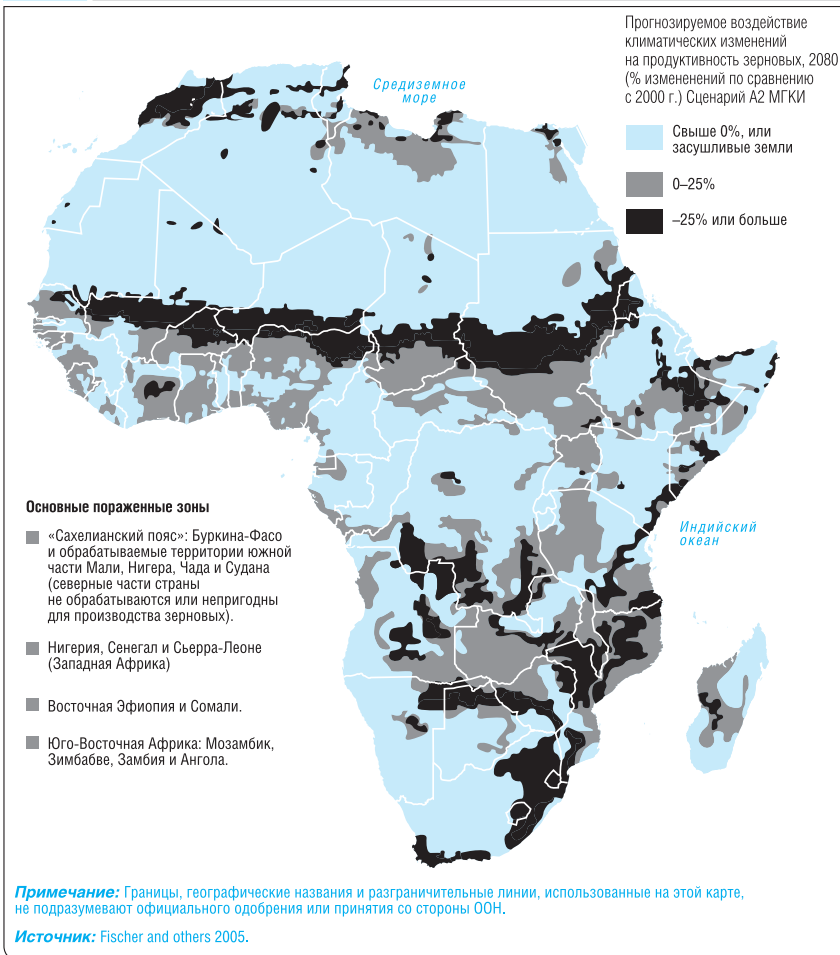 Прогнозируемое воздействие
климатических изменений
на продуктивность зерновых, 2080
(% измененений по сравнению
с 2000 г.) Сценарий А2 МГКИ
Свыше 0%, или
засушливые земли
0–25%
–25% или больше
Средиземное
море
Индийский
океан
Основные пораженные зоны
«Сахелианский пояс»: Буркина-Фасо
и обрабатываемые территории южной
части Мали, Нигера, Чада и Судана
(северные части страны
не обрабатываются или непригодны
для производства зерновых).
Нигерия, Сенегал и Сьерра-Леоне
(Западная Африка)
Восточная Эфиопия и Сомали.
Юго-Восточная Африка: Мозамбик,
Зимбабве, Замбия и Ангола.
Примечание: Границы, географические названия и разграничительные линии, использованные на этой карте,
не подразумевают официального одобрения или принятия со стороны ООН.
Источник: Fischer and others 2005.